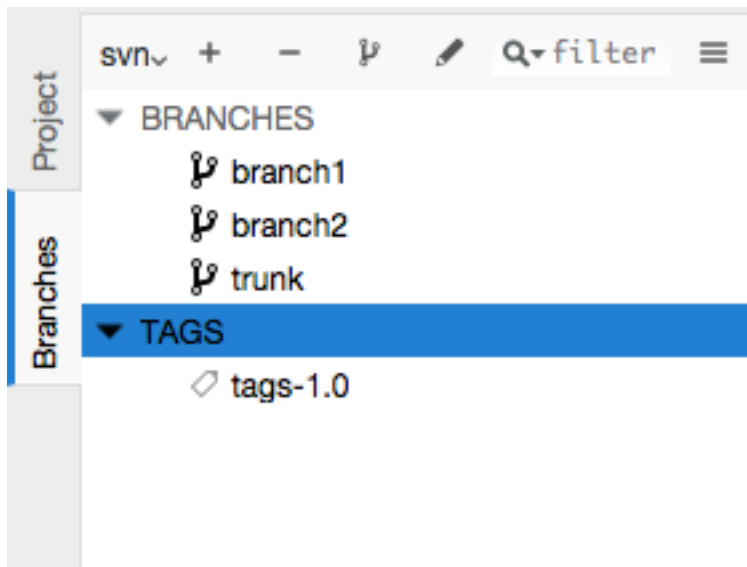 svn filter
Project
Branches
BRANCHES
branch1
branch2
trunk
TAGS
tags-1.0